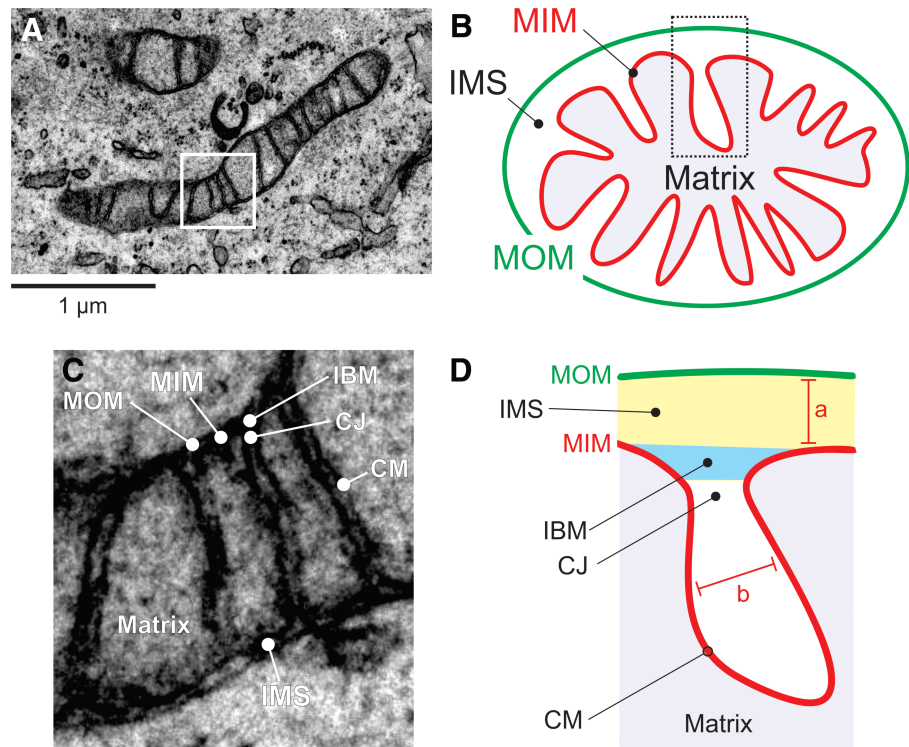 A
1 µm
B
MIM
IMS
Matrix
MOM
C
MOM
MIM
IBM
CJ
CM
Matrix
IMS
D
MOM
IMS
a
MIM
IBM
CJ
b
CM
Matrix